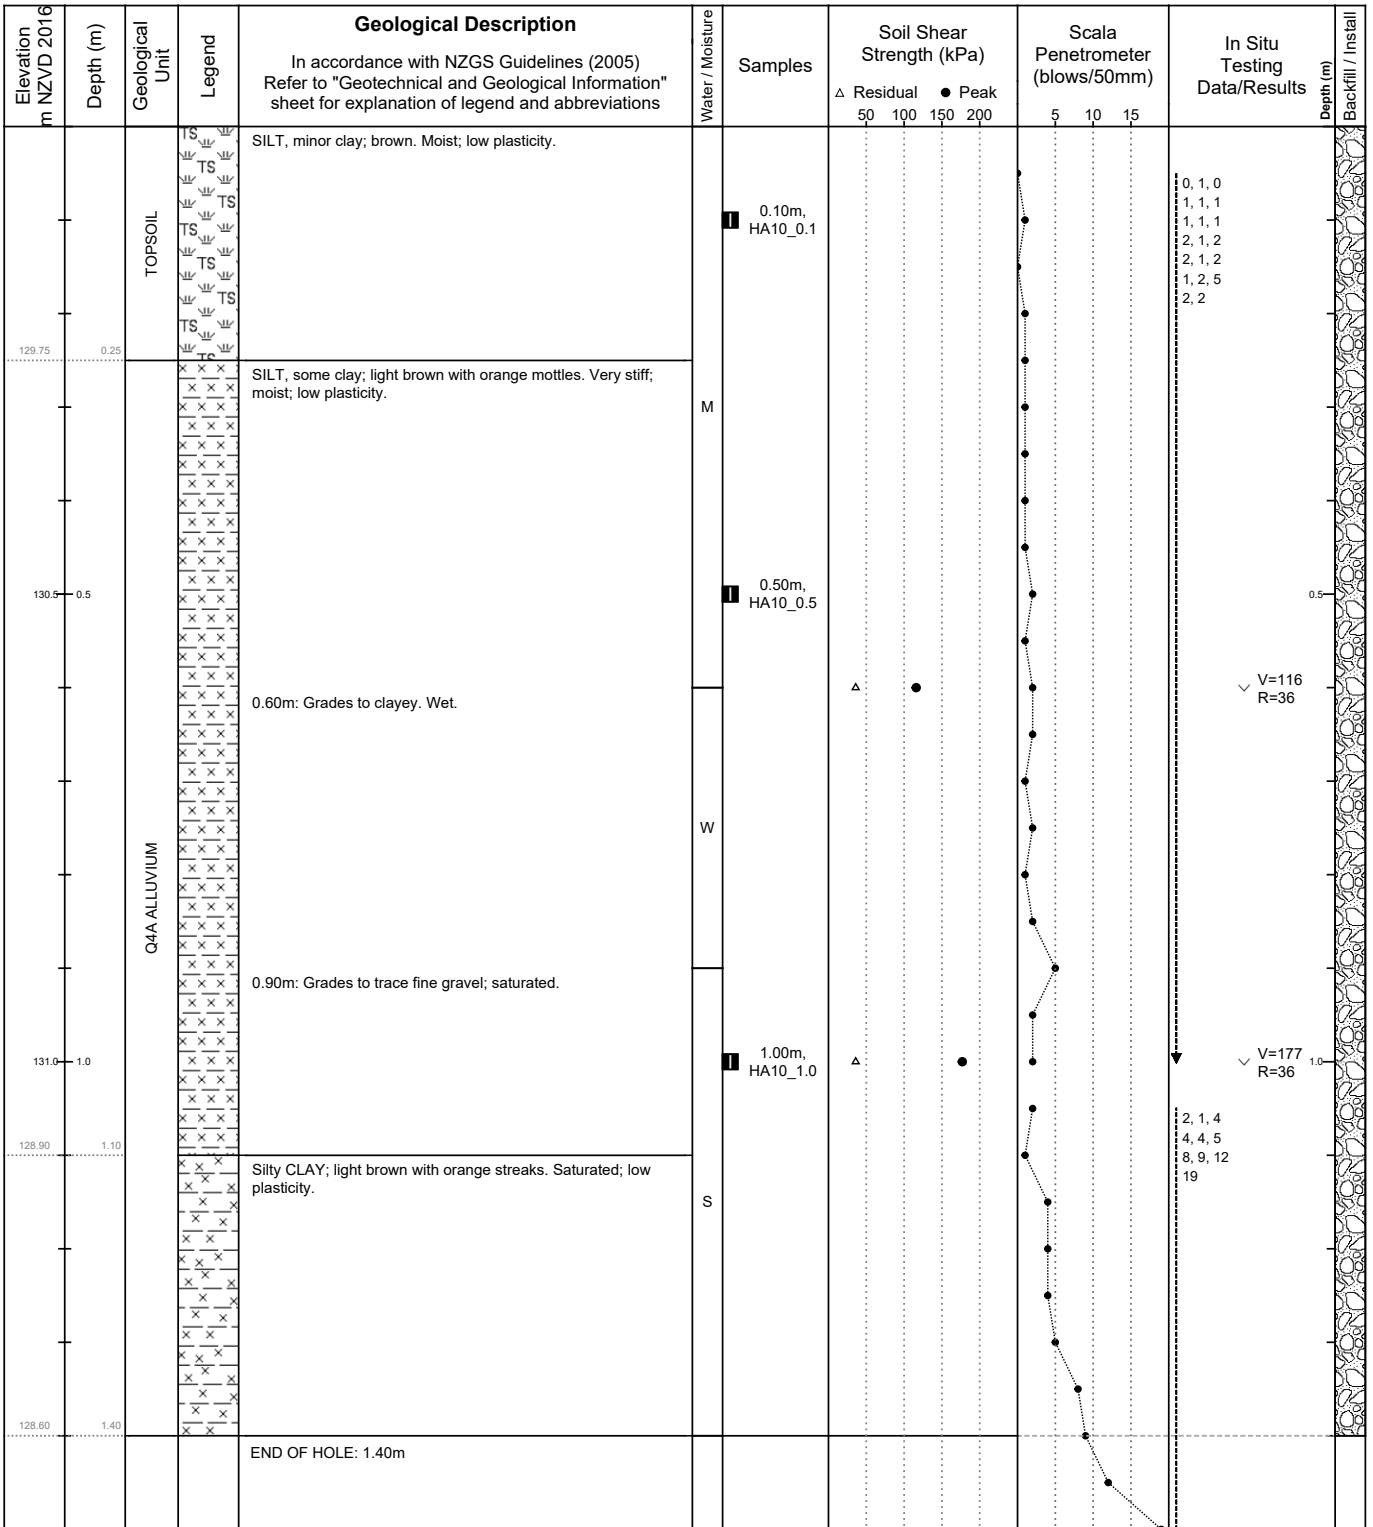 Elevation
m NZVD 2016
Depth (m)
Geological
Unit
Legend
Geological Description
In accordance with NZGS Guidelines (2005)
Refer to "Geotechnical and Geological Information"
sheet for explanation of legend and abbreviations
Water / Moisture
Samples
Soil Shear
Strength (kPa)
Residual
Peak
50 100 150 200
Scala
Penetrometer
(blows/50mm)
5 10 15
In Situ
Testing
Data/Results
Depth (m)
Backfill / Install
TOPSOIL
TS
TS
TS
TS
TS
TS
TS
TS
SILT, minor clay; brown. Moist; low plasticity.
0.10m,
HA10_0.1
0, 1, 0
1, 1, 1
1, 1, 1
2, 1, 2
2, 1, 2
1, 2, 5
2, 2
129.75 0.25
SILT, some clay; light brown with orange mottles. Very stiff;
moist; low plasticity.
M
130.5 0.5
0.50m,
HA10_0.5
0.5
0.60m: Grades to clayey. Wet.
V=116
R=36
W
Q4A ALLUVIUM
0.90m: Grades to trace fine gravel; saturated.
131.0 1.0
1.00m,
HA10_1.0
V=177
R=36
1.0
2, 1, 4
4, 4, 5
8, 9, 12
19
128.90 1.10
Silty CLAY; light brown with orange streaks. Saturated; low
plasticity.
S
128.60 1.40
END OF HOLE: 1.40m